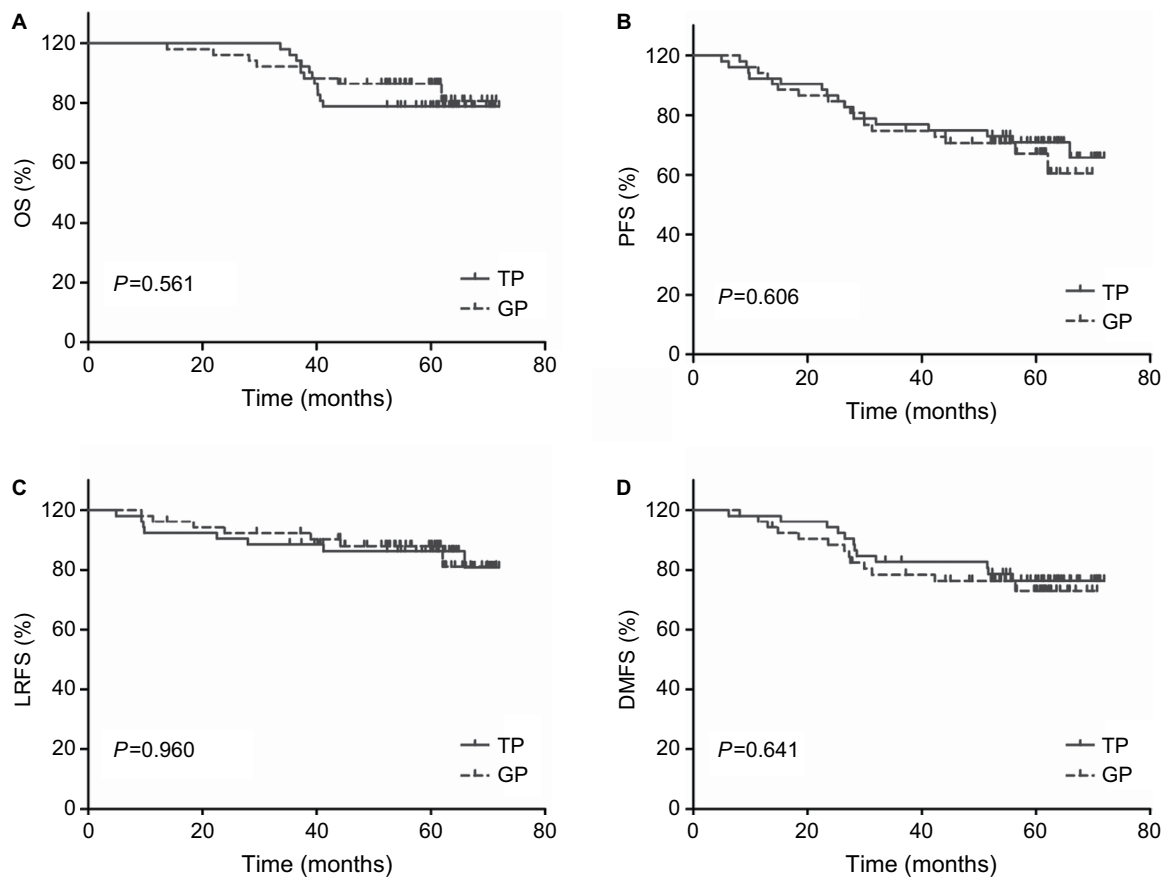 A
120
80
60
40
20
0
OS (%)
P=0.561
TP
GP
0 20 40 60 80
Time (months)
B
120
80
60
40
20
0
PFS (%)
P=0.606
TP
GP
0 20 40 60 80
Time (months)
C
120
80
60
40
20
0
LRFS (%)
P=0.960
TP
GP
0 20 40 60 80
Time (months)
D
120
80
60
40
20
0
DMFS (%)
P=0.641
TP
GP
0 20 40 60 80
Time (months)